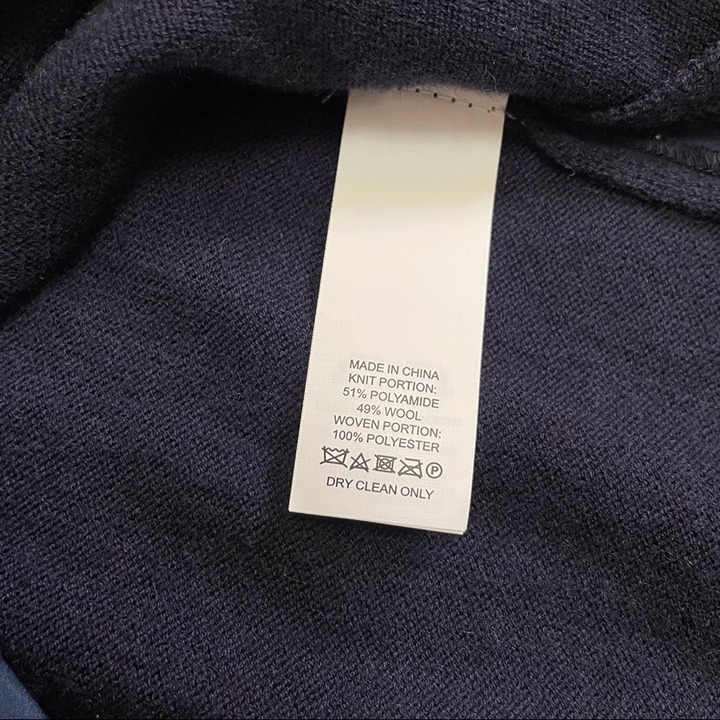 MADE IN CHINA
KNIT PORTION:
51% POLYAMIDE
49% WOOL
WOVEN PORTION:
100% POLYESTER
P
DRY CLEAN ONLY